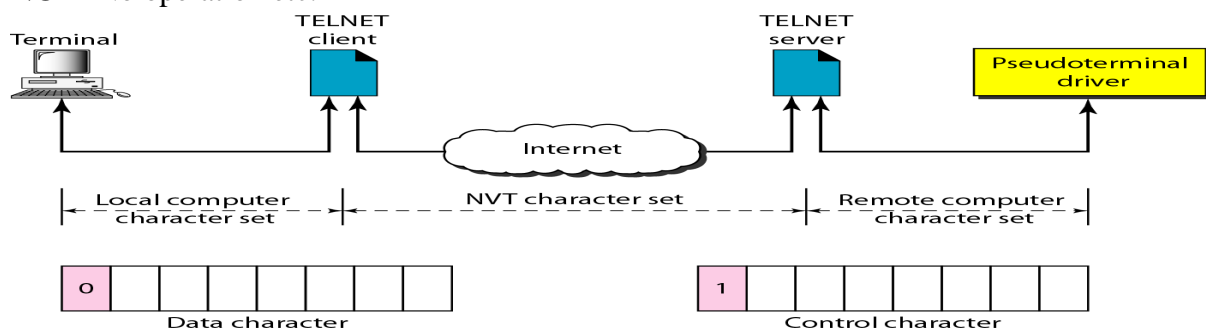 TELNET
client
TELNET
server
Terminal
Pseudoterminal
driver
Internet
Local computer
character set
NVT character set
Remote computer
character set
0
1
Data character
Control character